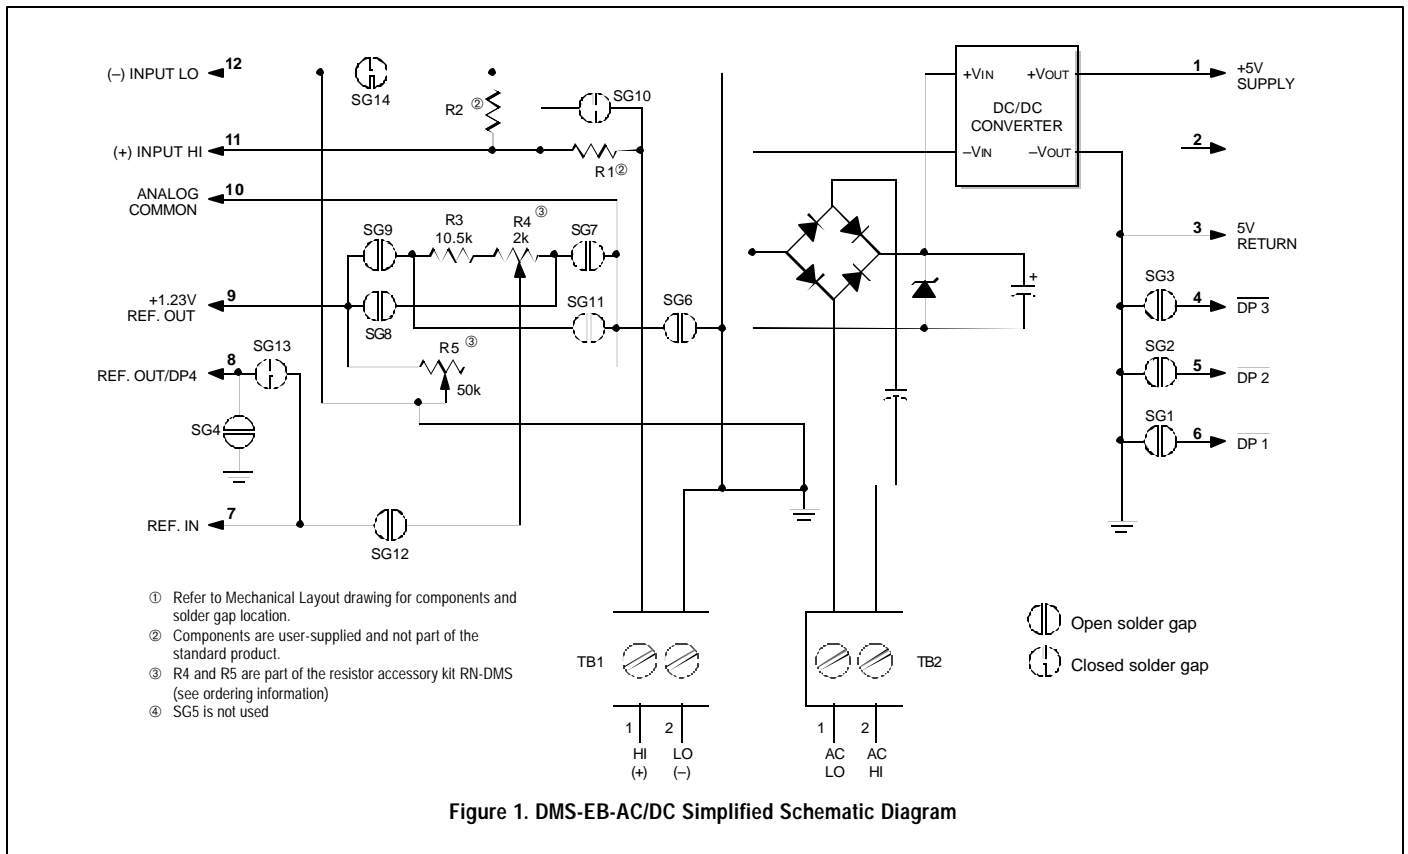 (–) INPUT LO
12
SG14
R2 ②
SG10
(+) INPUT HI
11
R1②
ANALOG
COMMON
10
SG9
R3
10.5k
R4 ③
2k
SG7
+1.23V
REF. OUT
9
SG8
SG11
SG6
REF. OUT/DP4
8
SG13
R5 ③
50k
SG4
REF. IN
7
SG12
+VIN
+VOUT
DC/DC
CONVERTER
–VIN
–VOUT
1
+5V
SUPPLY
2
3
5V
RETURN
+
SG3
4
DP 3
SG2
5
DP 2
SG1
6
DP 1
① Refer to Mechanical Layout drawing for components and
solder gap location.
② Components are user-supplied and not part of the
standard product.
③ R4 and R5 are part of the resistor accessory kit RN-DMS
(see ordering information)
④ SG5 is not used
TB1
TB2
1
2
HI
(+)
LO
(–)
1
2
AC
LO
AC
HI
Open solder gap
Closed solder gap
Figure 1. DMS-EB-AC/DC Simplified Schematic Diagram